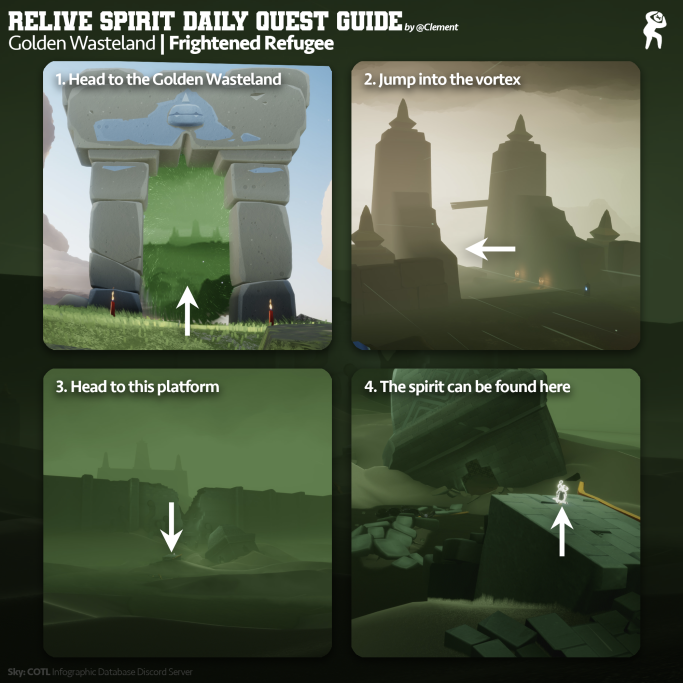 RELIVE SPIRIT DAILY QUEST GUIDE by @Clement
Golden Wasteland | Frightened Refugee
1. Head to the Golden Wasteland
2. Jump into the vortex
3. Head to this platform
4. The spirit can be found here
Sky: COTL Infographic Database Discord Server